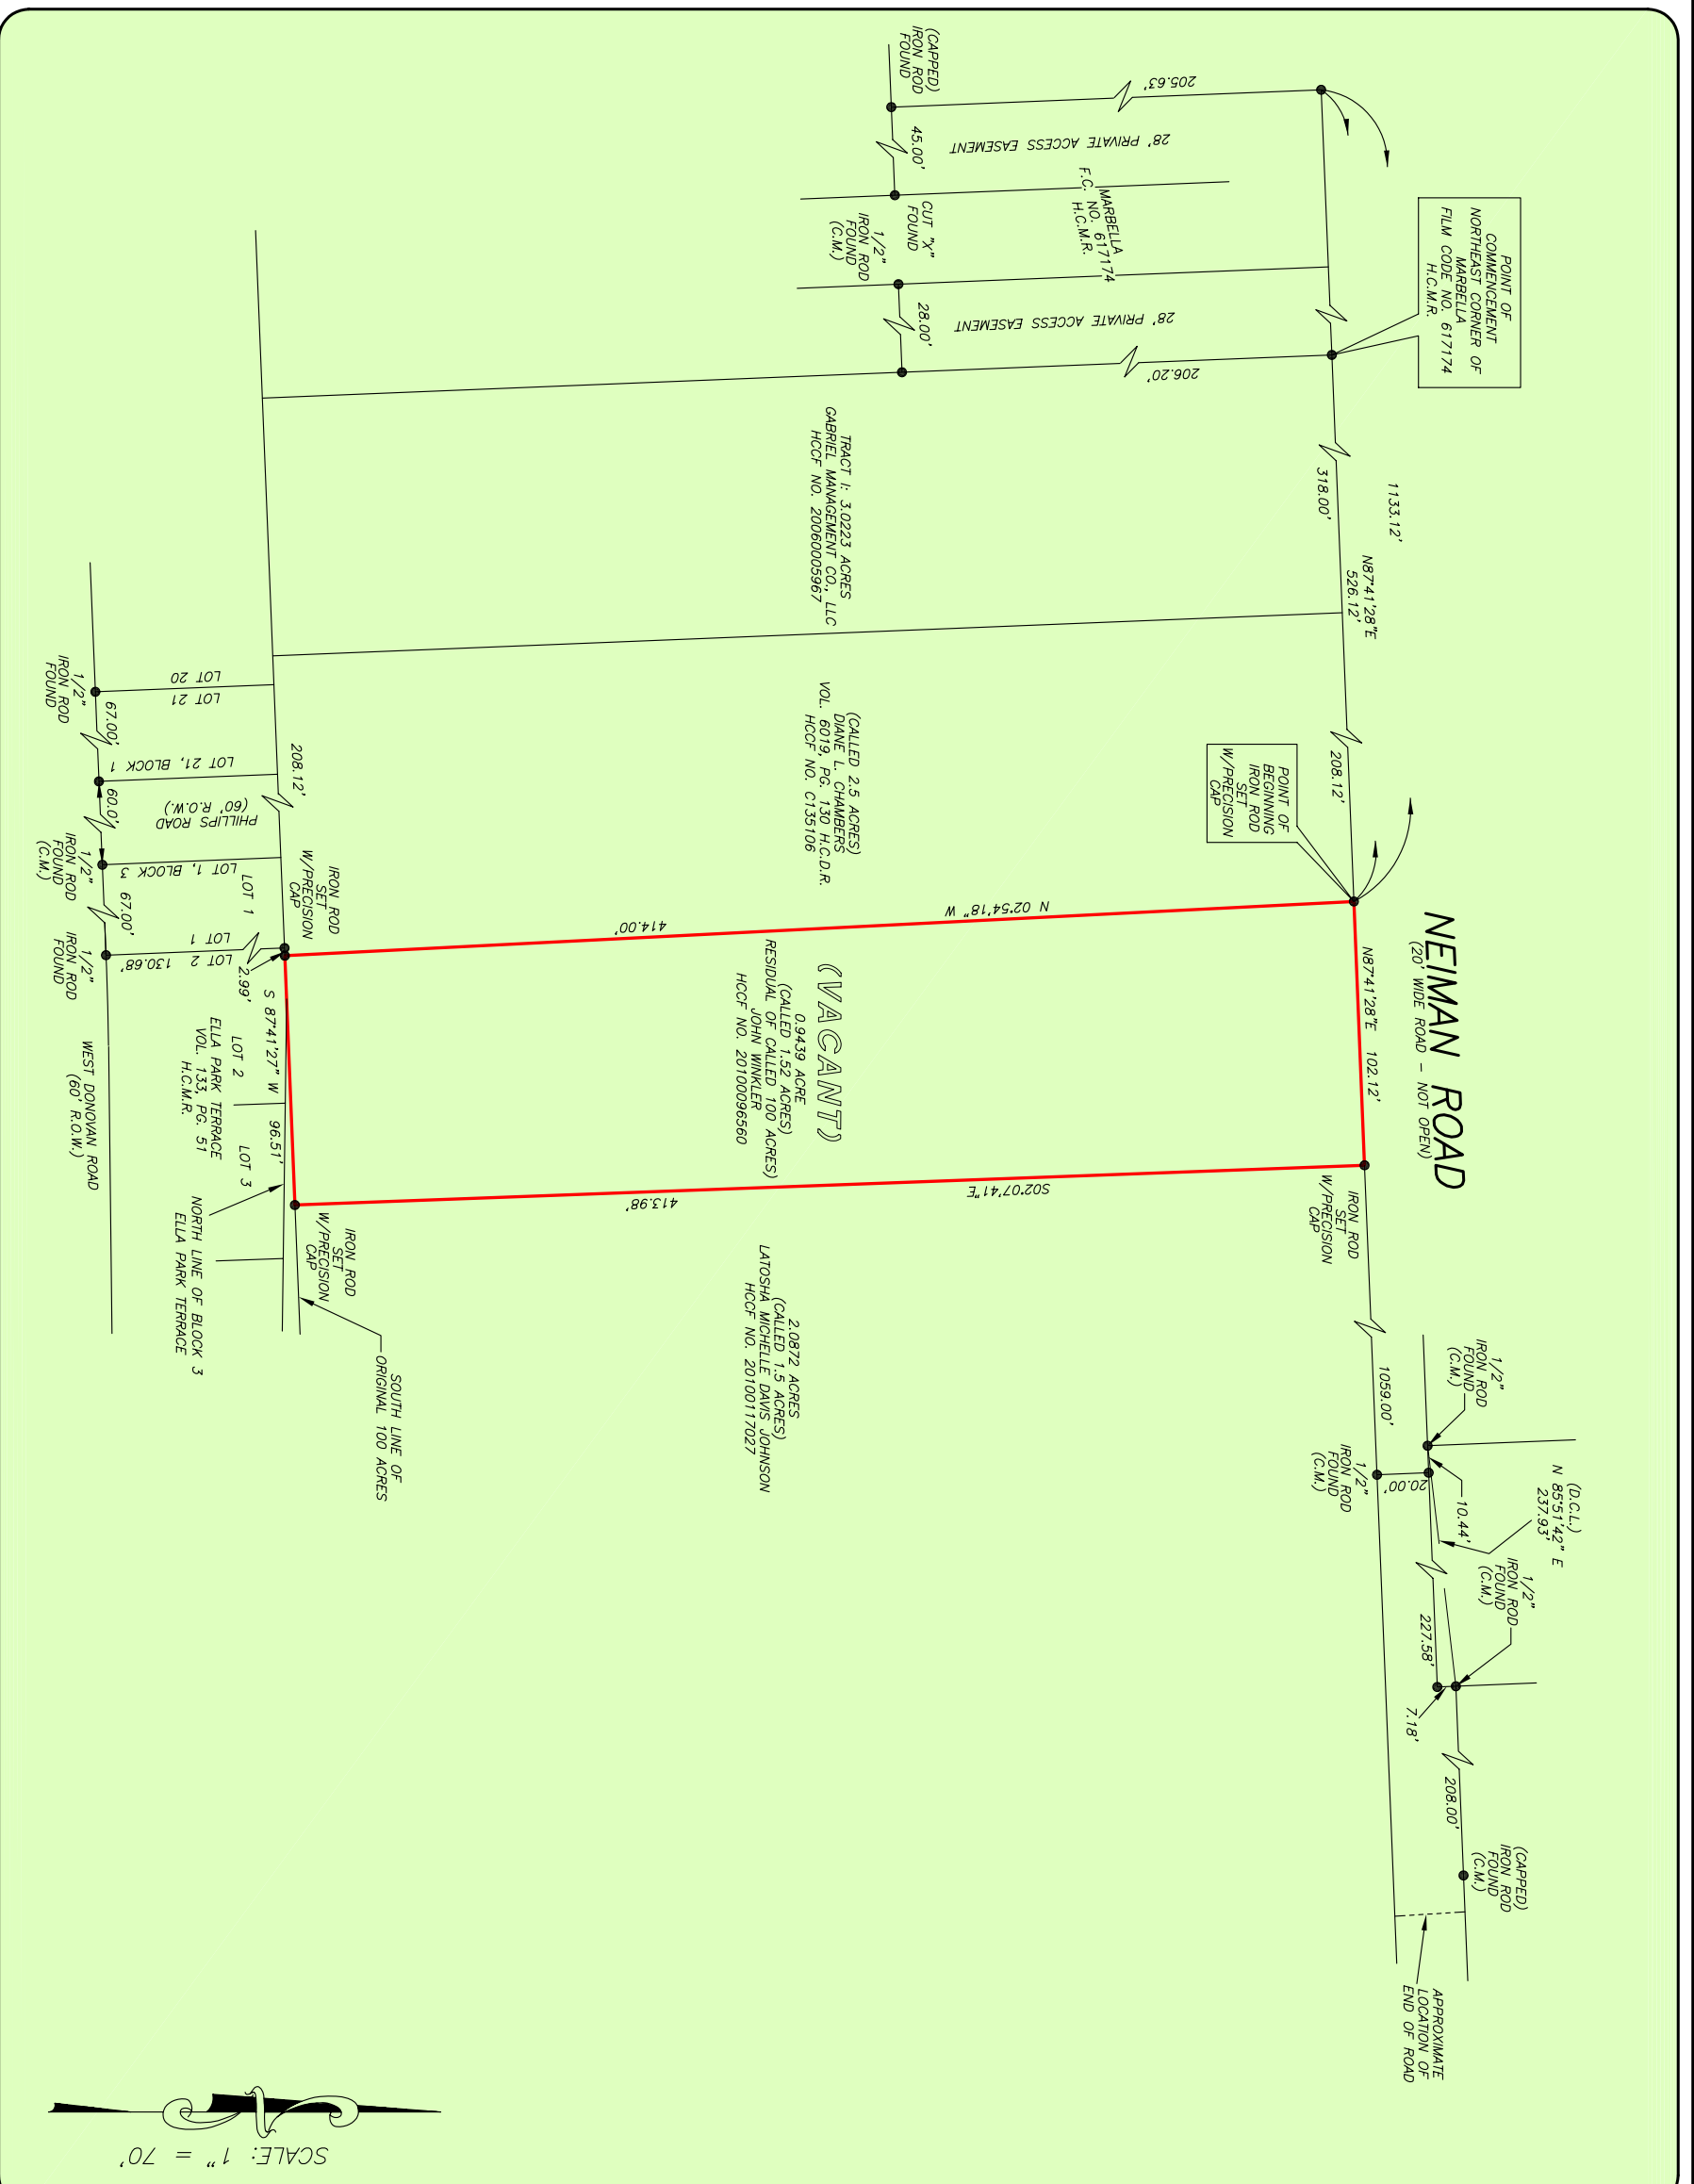 NEIMAN ROAD
(20' WIDE ROAD - NOT OPEN)
POINT OF
COMMENCEMENT
NORTHEAST CORNER OF
MARBELLA
FILM CODE NO. 617174
H.C.M.R.
1133.12'
N87°41'28"E
526.12'
318.00'
208.12'
N87°41'28"E 102.12'
1059.00'
(D.C.L.)
N 85°51'42" E
237.93'
1/2"
IRON ROD
FOUND
(C.M.)
10.44'
1/2"
IRON ROD
FOUND
(C.M.)
227.58'
7.18'
208.00'
(CAPPED)
IRON ROD
FOUND
(C.M.)
20.00'
1/2"
IRON ROD
FOUND
(C.M.)
APPROXIMATE
LOCATION OF
END OF ROAD
POINT OF
BEGINNING
IRON ROD
SET
W/PRECISION
CAP
IRON ROD
SET
W/PRECISION
CAP
205.63'
28' PRIVATE ACCESS EASEMENT
MARBELLA
F.C. NO. 617174
H.C.M.R.
28' PRIVATE ACCESS EASEMENT
206.20'
(CAPPED)
IRON ROD
FOUND
45.00'
CUT "X"
FOUND
1/2"
IRON ROD
FOUND
(C.M.)
28.00'
TRACT I: 3.0223 ACRES
GABRIEL MANAGEMENT CO., LLC
HCCF NO. 20060005967
(CALLED 2.5 ACRES)
DIANE L. CHAMBERS
VOL. 6019, PG. 130 H.C.D.R.
HCCF NO. C135106
N 02°54'18" W
414.00'
(VACANT)
0.9439 ACRE
(CALLED 1.52 ACRES)
RESIDUAL OF CALLED 100 ACRES)
JOHN WINKLER
HCCF NO. 20100096560
S02°07'41"E
413.98'
2.0872 ACRES
(CALLED 1.5 ACRES)
LATOSHA MICHELLE DAVIS JOHNSON
HCCF NO. 20100117027
208.12'
IRON ROD
SET
W/PRECISION
CAP
2.99'
S 87°41'27" W 96.51'
IRON ROD
SET
W/PRECISION
CAP
SOUTH LINE OF
ORIGINAL 100 ACRES
LOT 20
LOT 21
LOT 21, BLOCK 1
PHILLIPS ROAD
(60' R.O.W.)
LOT 1, BLOCK 3
LOT 1
LOT 1
LOT 2 130.68'
LOT 2
LOT 3
ELLA PARK TERRACE
VOL. 133, PG. 51
H.C.M.R.
NORTH LINE OF BLOCK 3
ELLA PARK TERRACE
1/2"
IRON ROD
FOUND
67.00'
60.0'
1/2"
IRON ROD
FOUND
(C.M.)
67.00'
1/2"
IRON ROD
FOUND
WEST DONOVAN ROAD
(60' R.O.W.)
SCALE: 1" = 70'